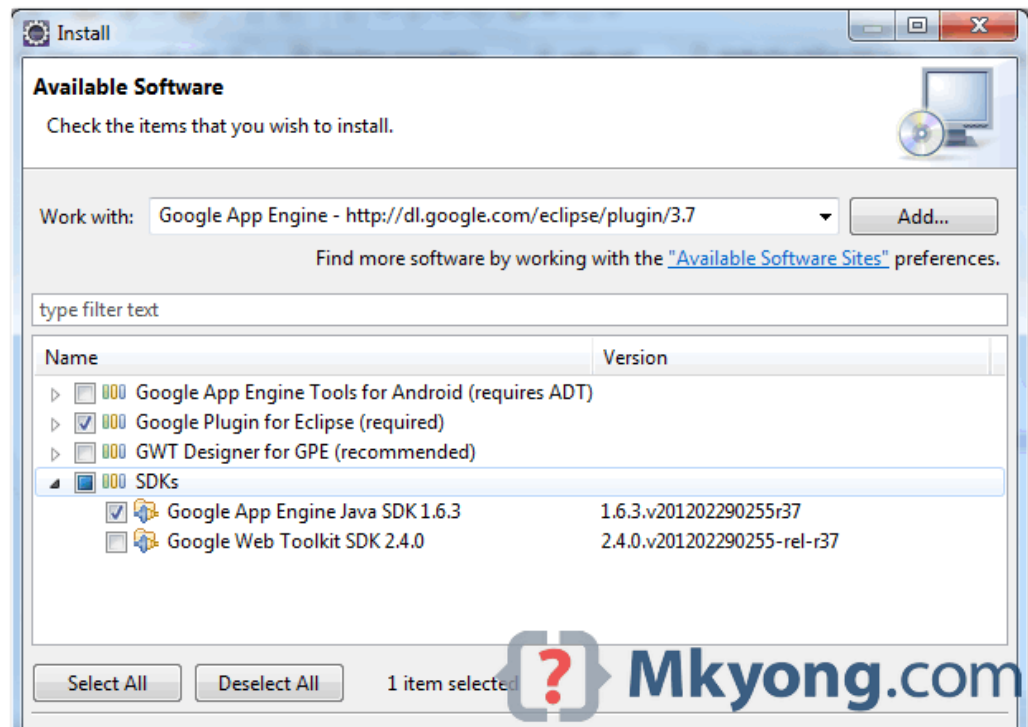 Install
Available Software
Check the items that you wish to install.
Work with: Google App Engine - http://dl.google.com/eclipse/plugin/3.7 Add...
Find more software by working with the "Available Software Sites" preferences.
type filter text
Name Version
Google App Engine Tools for Android (requires ADT)
Google Plugin for Eclipse (required)
GWT Designer for GPE (recommended)
SDKs
Google App Engine Java SDK 1.6.3 1.6.3.v201202290255r37
Google Web Toolkit SDK 2.4.0 2.4.0.v201202290255-rel-r37
Select All Deselect All 1 item selected
{?} Mkyong.com